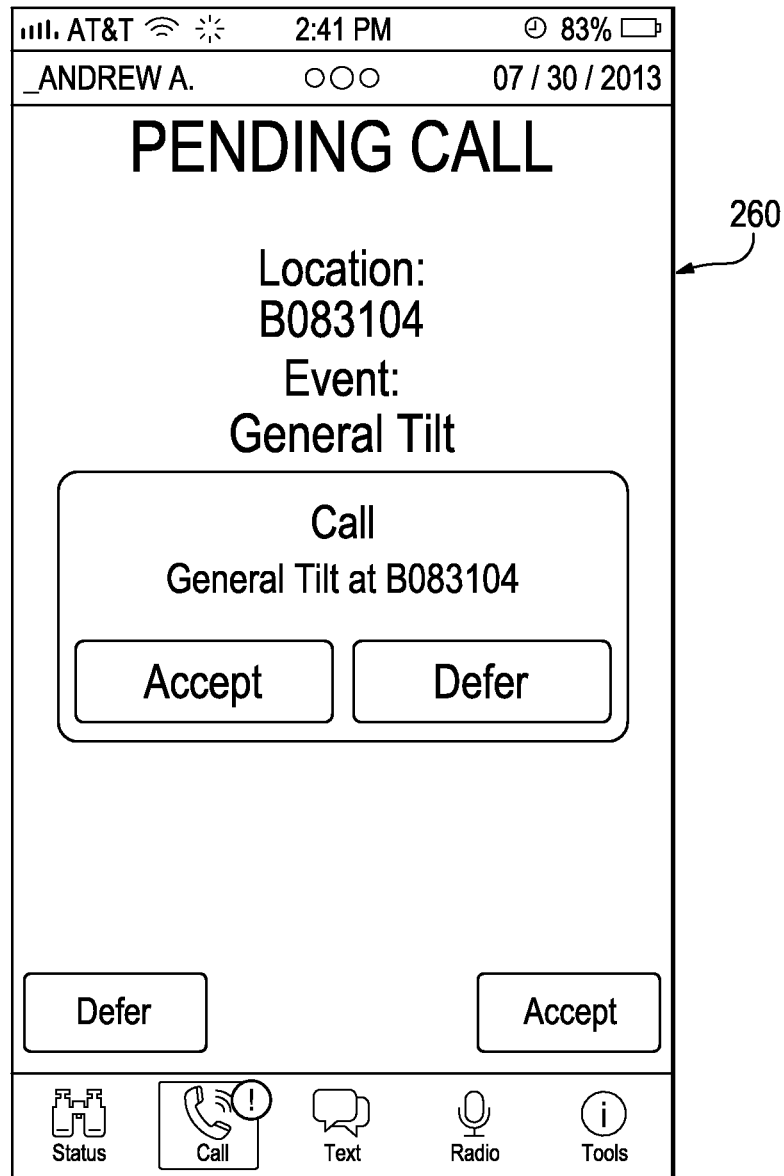 AT&T 2:41 PM 83%
_ANDREW A. 07 / 30 / 2013
PENDING CALL
260
Location:
B083104
Event:
General Tilt
Call
General Tilt at B083104
Accept Defer
Defer Accept
Status Call Text Radio Tools